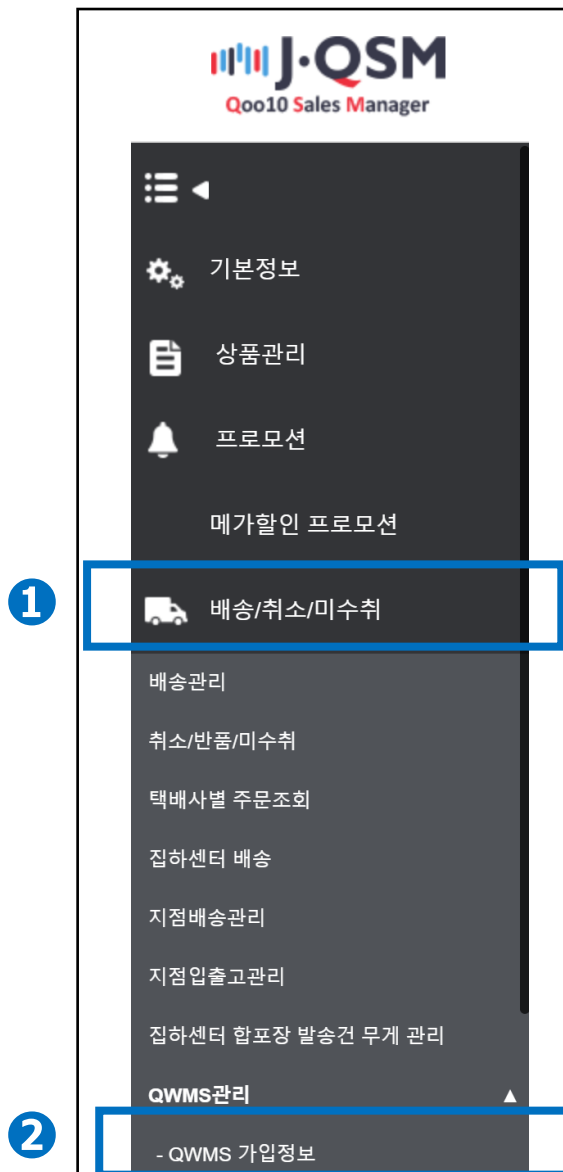 J·QSM
Qoo10 Sales Manager
기본정보
상품관리
프로모션
메가할인 프로모션
1
배송/취소/미수취
배송관리
취소/반품/미수취
택배사별 주문조회
집하센터 배송
지점배송관리
지점입출고관리
집하센터 합포장 발송건 무게 관리
QWMS관리 ▲
2
- QWMS 가입정보